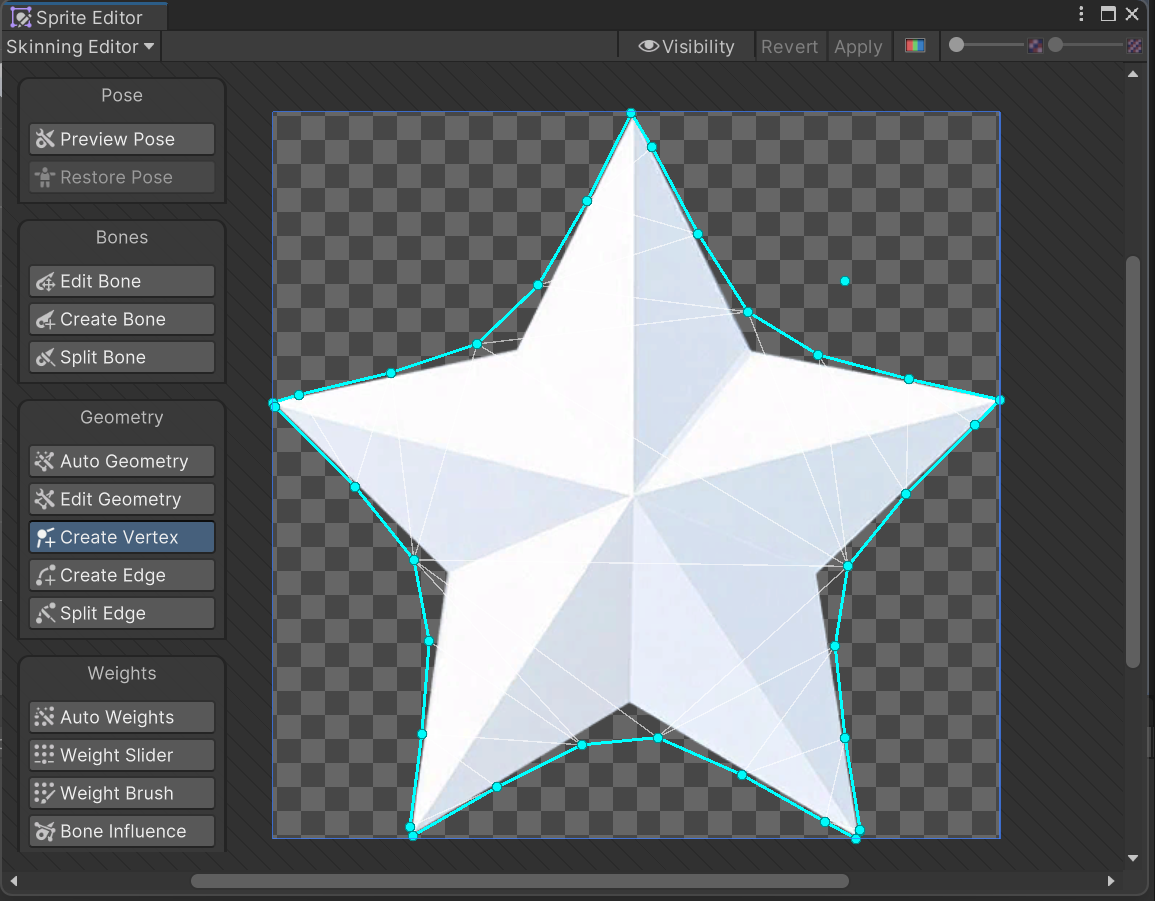 Sprite Editor
Skinning Editor
Visibility
Revert
Apply
Pose
Preview Pose
Restore Pose
Bones
Edit Bone
Create Bone
Split Bone
Geometry
Auto Geometry
Edit Geometry
Create Vertex
Create Edge
Split Edge
Weights
Auto Weights
Weight Slider
Weight Brush
Bone Influence